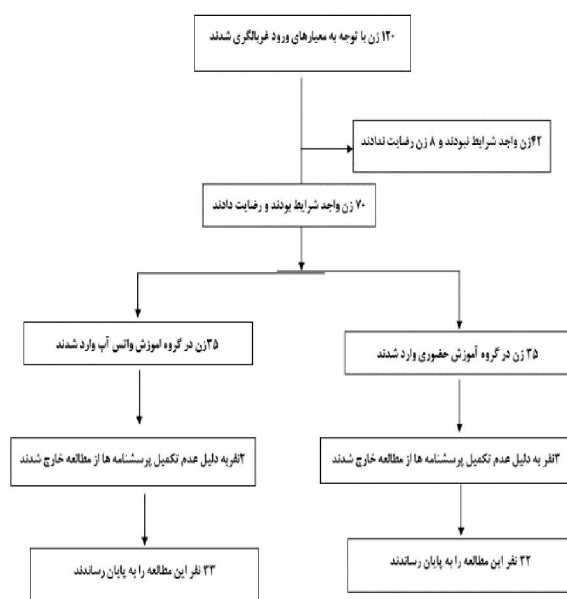 ۱۲۰ زن با توجه به معیارهای ورود غربالگری شدند
۴۲زن واجد شرایط نبودند و ۸ زن رضایت ندادند
۷۰ زن واجد شرایط بودند و رضایت دادند
۳۵ زن در گروه آموزش حضوری وارد شدند
۳۵زن در گروه اموزش واتس آپ وارد شدند
۳نفر به دلیل عدم تکمیل پرسشنامه ها از مطالعه خارج شدند
۲نفربه دلیل عدم تکمیل پرسشنامه ها از مطالعه خارج شدند
۳۲ نفر این مطالعه را به پایان رساندند
۳۳ نفر این مطالعه را به پایان رساندند